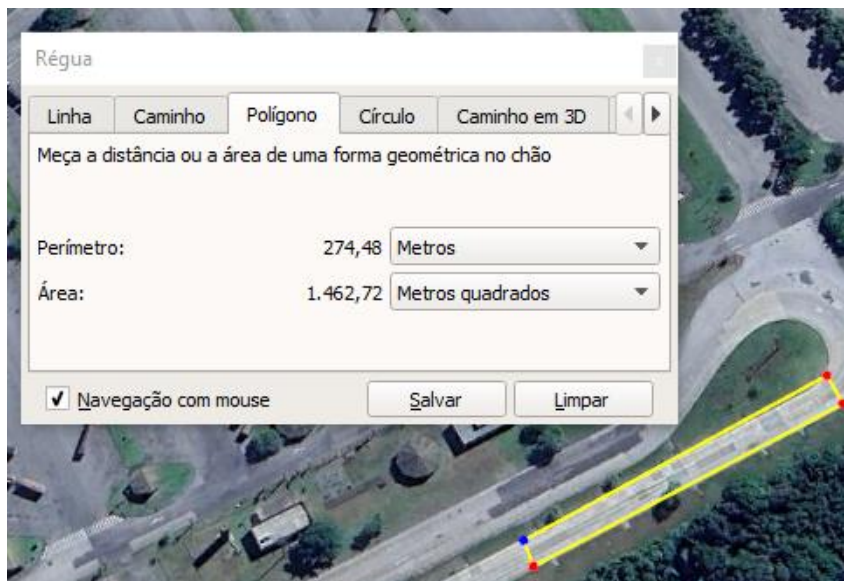 Régua
Linha Caminho Polígono Círculo Caminho em 3D
Meça a distância ou a área de uma forma geométrica no chão
Perímetro: 274,48 Metros
Área: 1.462,72 Metros quadrados
Navegação com mouse Salvar Limpar